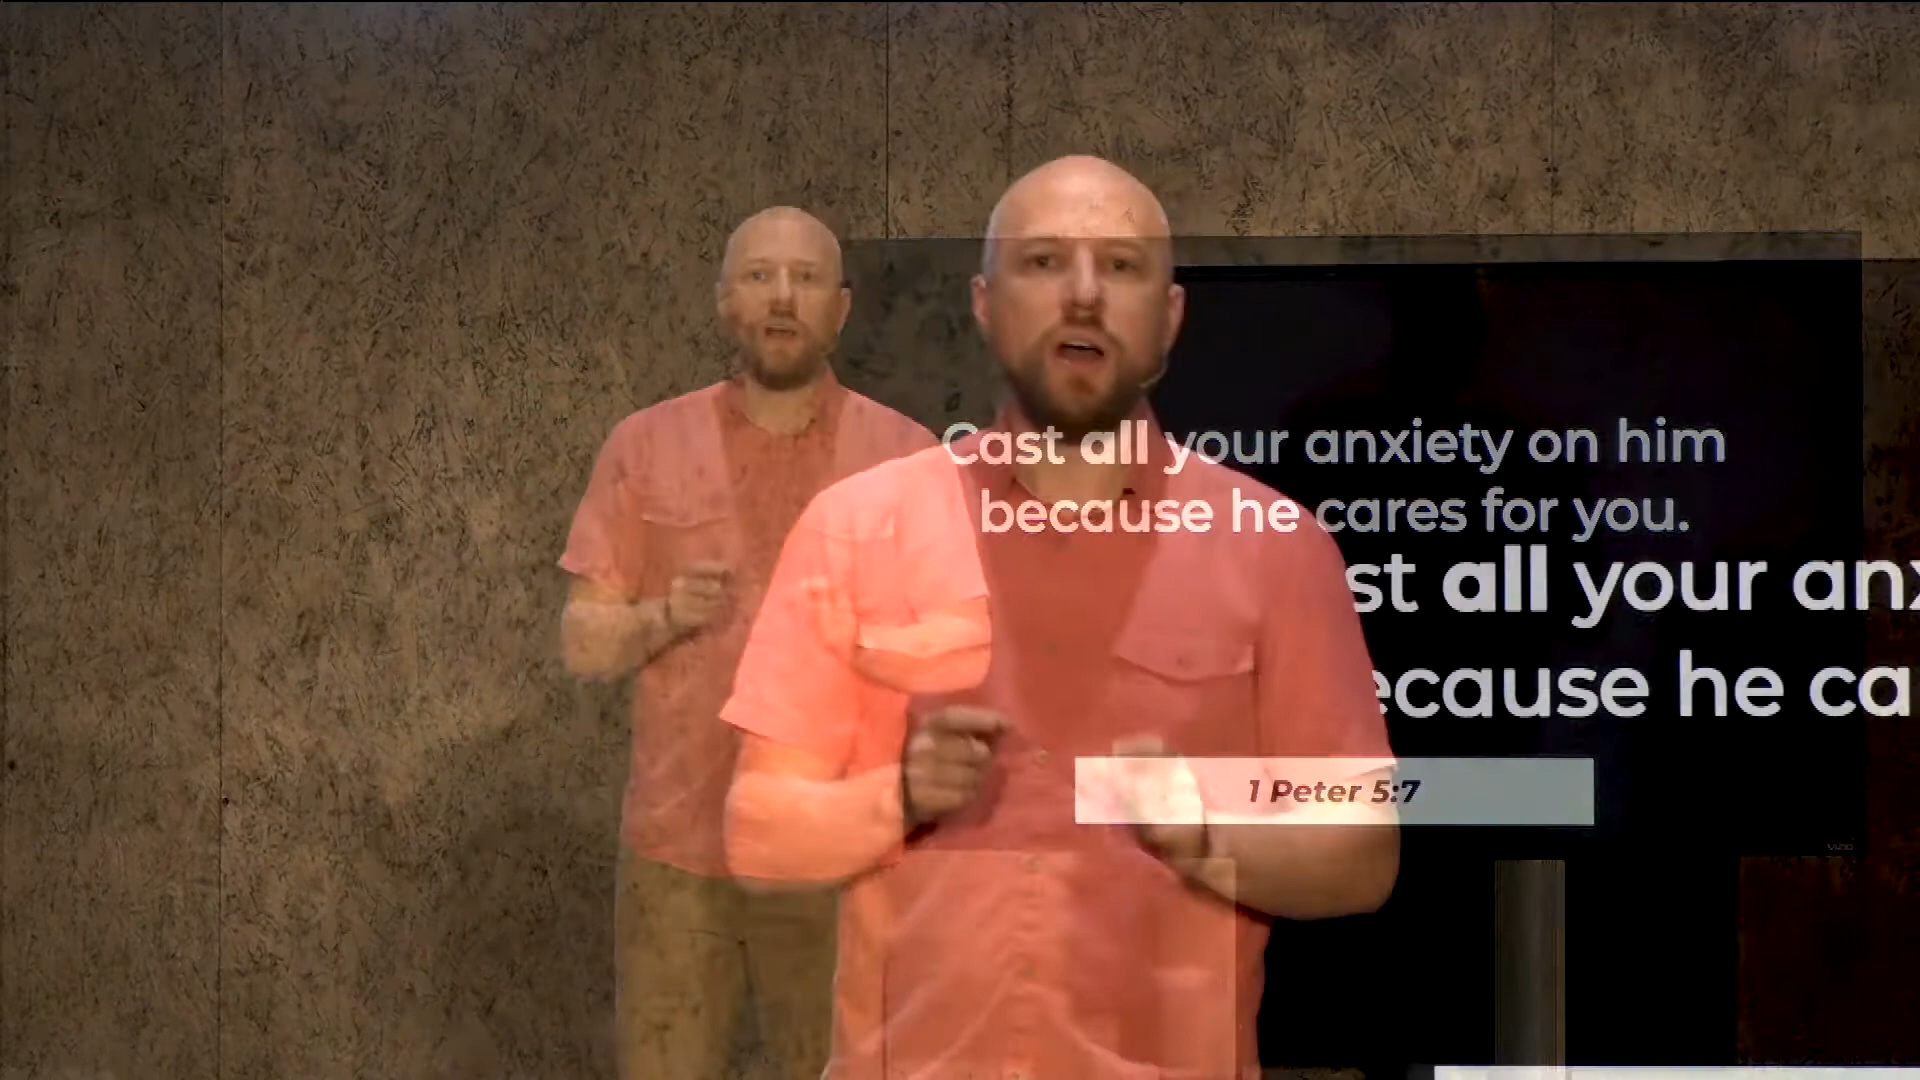 Cast all your anxiety on him
because he cares for you.
st all your anx
ecause he ca
1 Peter 5:7
VIZIO